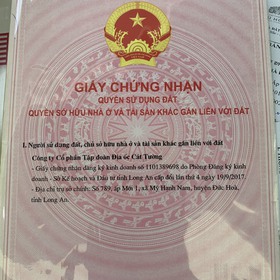 GIẤY CHỨNG NHẬN
QUYỀN SỬ DỤNG ĐẤT
QUYỀN SỞ HỮU NHÀ Ở VÀ TÀI SẢN KHÁC GẮN LIỀN VỚI ĐẤT
I. Người sử dụng đất, chủ sở hữu nhà ở và tài sản khác gắn liền với đất
Công ty Cổ phần Tập đoàn Địa ốc Cát Tường
- Giấy chứng nhận đăng ký kinh doanh số 1101389698 do Phòng Đăng ký kinh
doanh - Sở Kế hoạch và Đầu tư tỉnh Long An cấp đổi lần thứ 4 ngày 19/9/2017.
- Địa chỉ trụ sở chính: Số 789, ấp Mới 1, xã Mỹ Hạnh Nam, huyện Đức Hoà,
tỉnh Long An.